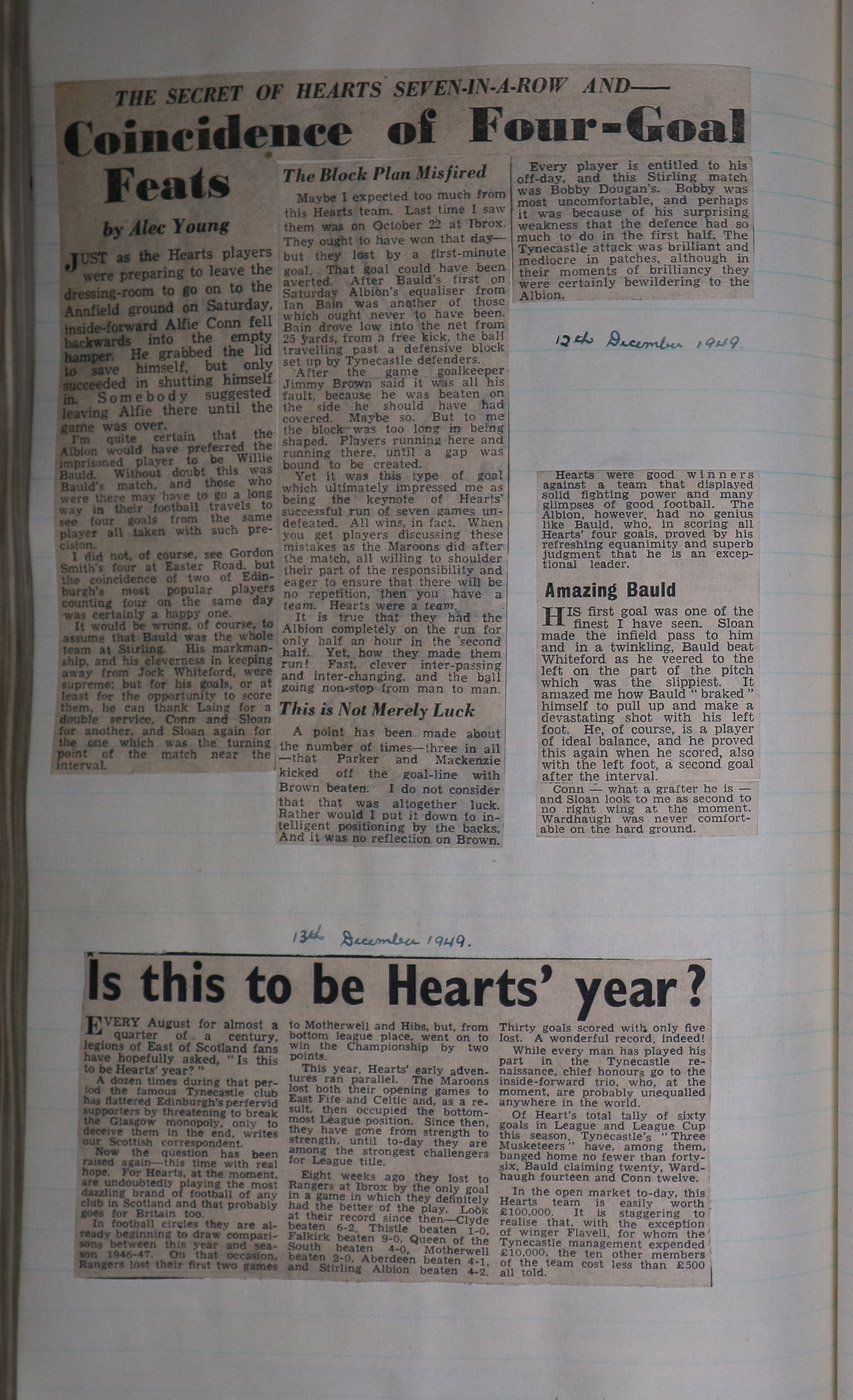 THE SECRET OF HEARTS SEVEN-IN-A-ROW AND—
Coincidence of Four-Goal
Feats
by Alec Young
JUST as the Hearts players
were preparing to leave the
dressing-room to go on to the
Annfield ground on Saturday,
inside-forward Alfie Conn fell
backwards into the empty
hamper. He grabbed the lid
to save himself, but only
succeeded in shutting himself
in. Somebody suggested
leaving Alfie there until the
game was over.
I'm quite certain that the
Albion would have preferred the
imprisoned player to be Willie
Bauld. Without doubt this was
Bauld's match, and those who
were there may have to go a long
way in their football travels to
see four goals from the same
player all taken with such pre-
cision.
I did not, of course, see Gordon
Smith's four at Easter Road, but
the coincidence of two of Edin-
burgh's most popular players
counting four on the same day
was certainly a happy one.
It would be wrong, of course, to
assume that Bauld was the whole
team at Stirling. His markman-
ship, and his cleverness in keeping
away from Jock Whiteford, were
supreme; but for his goals, or at
least for the opportunity to score
them, he can thank Laing for a
double service, Conn and Sloan
for another, and Sloan again for
the one which was the turning
point of the match near the
interval.
The Block Plan Misfired
Maybe I expected too much from
this Hearts team. Last time I saw
them was on October 22 at Ibrox.
They ought to have won that day—
but they lost by a first-minute
goal. That goal could have been
averted. After Bauld's first on
Saturday Albion's equaliser from
Ian Bain was another of those
which ought never to have been.
Bain drove low into the net from
25 yards, from a free kick, the ball
travelling past a defensive block
set up by Tynecastle defenders.
After the game goalkeeper
Jimmy Brown said it was all his
fault, because he was beaten on
the side he should have had
covered. Maybe so. But to me
the block was too long in being
shaped. Players running here and
running there, until a gap was
bound to be created.
Yet it was this type of goal
which ultimately impressed me as
being the keynote of Hearts'
successful run of seven games un-
defeated. All wins, in fact. When
you get players discussing these
mistakes as the Maroons did after
the match, all willing to shoulder
their part of the responsibility and
eager to ensure that there will be
no repetition, then you have a
team. Hearts were a team.
It is true that they had the
Albion completely on the run for
only half an hour in the second
half. Yet, how they made them
run! Fast, clever inter-passing
and inter-changing, and the ball
going non-stop from man to man.
This is Not Merely Luck
A point has been made about
the number of times—three in all
—that Parker and Mackenzie
kicked off the goal-line with
Brown beaten. I do not consider
that that was altogether luck.
Rather would I put it down to in-
telligent positioning by the backs.
And it was no reflection on Brown.
Every player is entitled to his
off-day, and this Stirling match
was Bobby Dougan's. Bobby was
most uncomfortable, and perhaps
it was because of his surprising
weakness that the defence had so
much to do in the first half. The
Tynecastle attack was brilliant and
mediocre in patches, although in
their moments of brilliancy they
were certainly bewildering to the
Albion.
12th December 1949.
Hearts were good winners
against a team that displayed
solid fighting power and many
glimpses of good football. The
Albion, however, had no genius
like Bauld, who, in scoring all
Hearts' four goals, proved by his
refreshing equanimity and superb
judgment that he is an excep-
tional leader.
Amazing Bauld
HIS first goal was one of the
finest I have seen. Sloan
made the infield pass to him
and in a twinkling, Bauld beat
Whiteford as he veered to the
left on the part of the pitch
which was the slippiest. It
amazed me how Bauld "braked"
himself to pull up and make a
devastating shot with his left
foot. He, of course, is a player
of ideal balance, and he proved
this again when he scored, also
with the left foot, a second goal
after the interval.
Conn — what a grafter he is —
and Sloan look to me as second to
no right wing at the moment.
Wardhaugh was never comfort-
able on the hard ground.
13th December 1949.
Is this to be Hearts' year?
EVERY August for almost a
quarter of a century,
legions of East of Scotland fans
have hopefully asked, "Is this
to be Hearts' year?"
A dozen times during that per-
iod the famous Tynecastle club
has flattered Edinburgh's perfervid
supporters by threatening to break
the Glasgow monopoly, only to
deceive them in the end, writes
our Scottish correspondent.
Now the question has been
raised again—this time with real
hope. For Hearts, at the moment,
are undoubtedly playing the most
dazzling brand of football of any
club in Scotland and that probably
goes for Britain too.
In football circles they are al-
ready beginning to draw compari-
sons between this year and sea-
son 1946-47. On that occasion,
Rangers lost their first two games
to Motherwell and Hibs, but, from
bottom league place, went on to
win the Championship by two
points.
This year, Hearts' early adven-
tures ran parallel. The Maroons
lost both their opening games to
East Fife and Celtic and, as a re-
sult, then occupied the bottom-
most League position. Since then,
they have gone from strength to
strength, until to-day they are
among the strongest challengers
for League title.
Eight weeks ago they lost to
Rangers at Ibrox by the only goal
in a game in which they definitely
had the better of the play. Look
at their record since then—Clyde
beaten 6-2, Thistle beaten 1-0,
Falkirk beaten 9-0, Queen of the
South beaten 4-0, Motherwell
beaten 2-0, Aberdeen beaten 4-1,
and Stirling Albion beaten 4-2.
Thirty goals scored with only five
lost. A wonderful record, indeed!
While every man has played his
part in the Tynecastle re-
naissance, chief honours go to the
inside-forward trio, who, at the
moment, are probably unequalled
anywhere in the world.
Of Heart's total tally of sixty
goals in League and League Cup
this season, Tynecastle's "Three
Musketeers" have, among them,
banged home no fewer than forty-
six, Bauld claiming twenty, Ward-
haugh fourteen and Conn twelve.
In the open market to-day, this
Hearts team is easily worth
£100,000. It is staggering to
realise that, with the exception
of winger Flavell, for whom the
Tynecastle management expended
£10,000, the ten other members
of the team cost less than £500
all told.